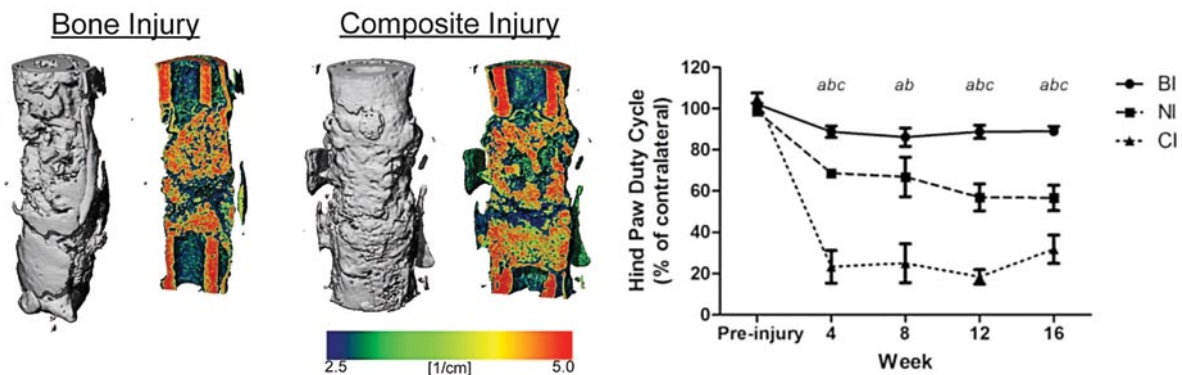 Bone Injury
Composite Injury
2.5
[1/cm]
5.0
Hind Paw Duty Cycle
(% of contralateral)
120
100
80
60
40
20
0
abc
ab
abc
abc
Pre-injury
4
8
12
16
Week
BI
NI
CI